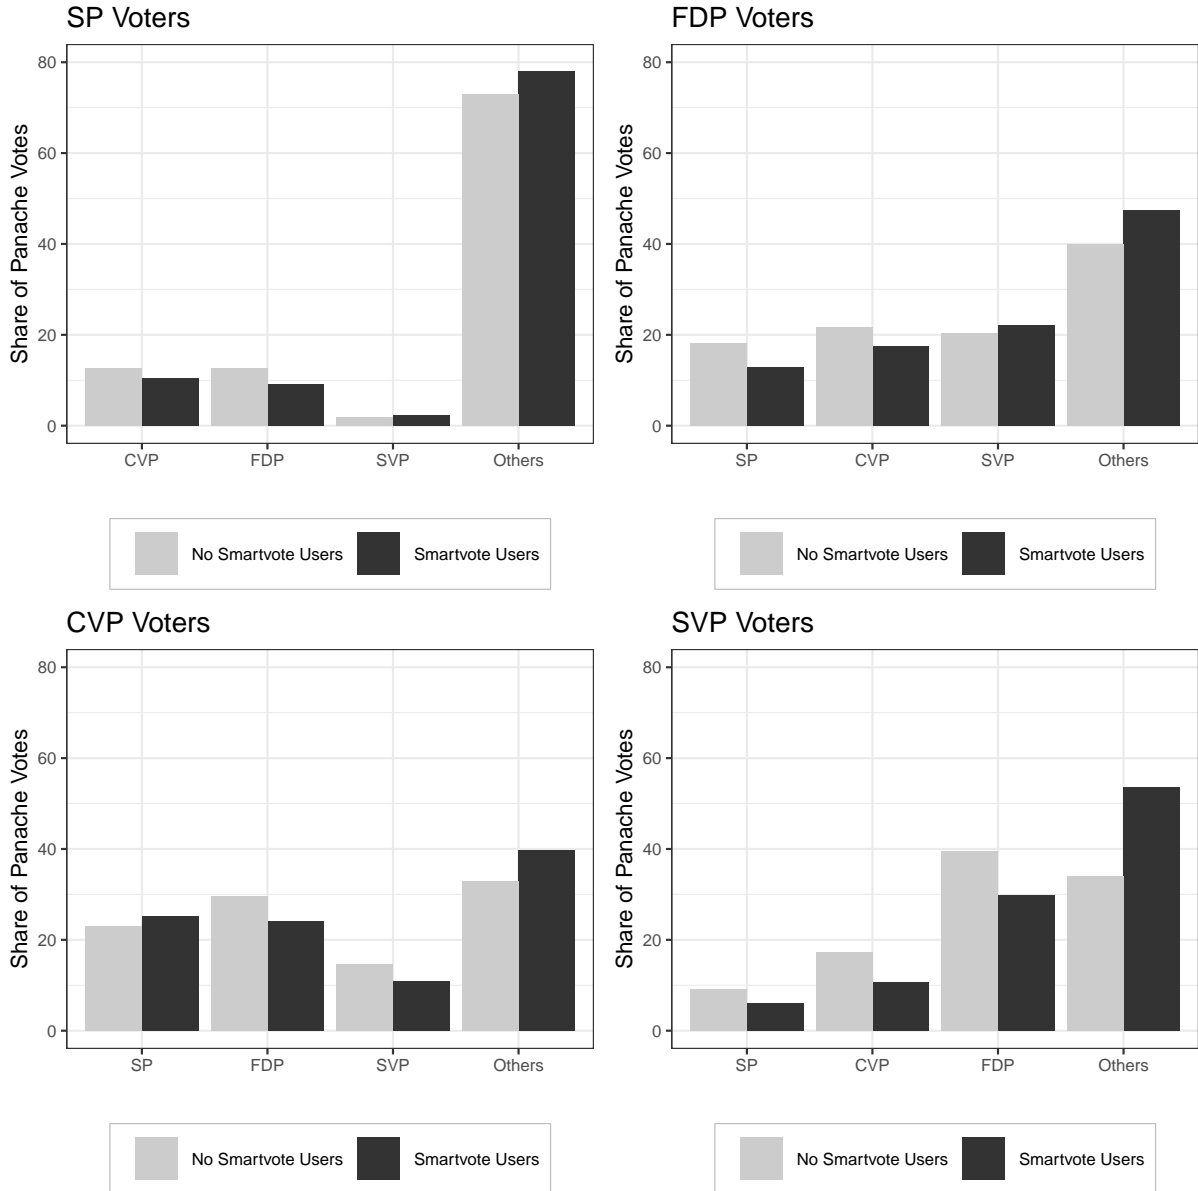 SP Voters
Share of Panache Votes
80
60
40
20
0
CVP FDP SVP Others
No Smartvote Users Smartvote Users
FDP Voters
Share of Panache Votes
80
60
40
20
0
SP CVP SVP Others
No Smartvote Users Smartvote Users
CVP Voters
Share of Panache Votes
80
60
40
20
0
SP FDP SVP Others
No Smartvote Users Smartvote Users
SVP Voters
Share of Panache Votes
80
60
40
20
0
SP CVP FDP Others
No Smartvote Users Smartvote Users